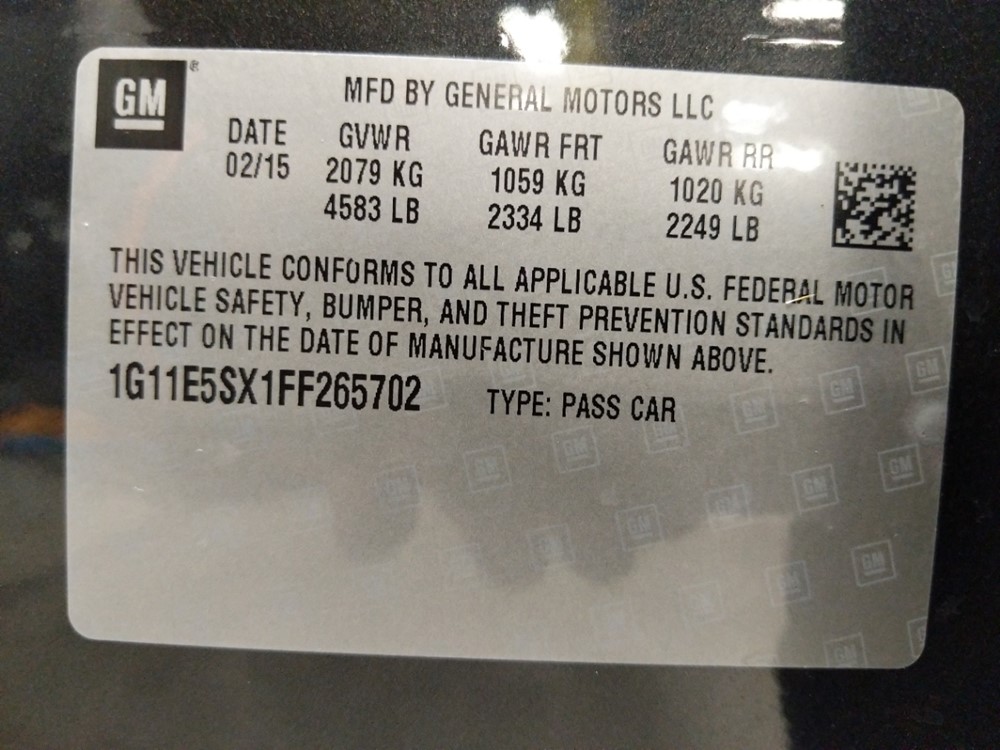 GM®
MFD BY GENERAL MOTORS LLC
DATE GVWR GAWR FRT GAWR RR
02/15 2079 KG 1059 KG 1020 KG
4583 LB 2334 LB 2249 LB
THIS VEHICLE CONFORMS TO ALL APPLICABLE U.S. FEDERAL MOTOR
VEHICLE SAFETY, BUMPER, AND THEFT PREVENTION STANDARDS IN
EFFECT ON THE DATE OF MANUFACTURE SHOWN ABOVE.
1G11E5SX1FF265702 TYPE: PASS CAR